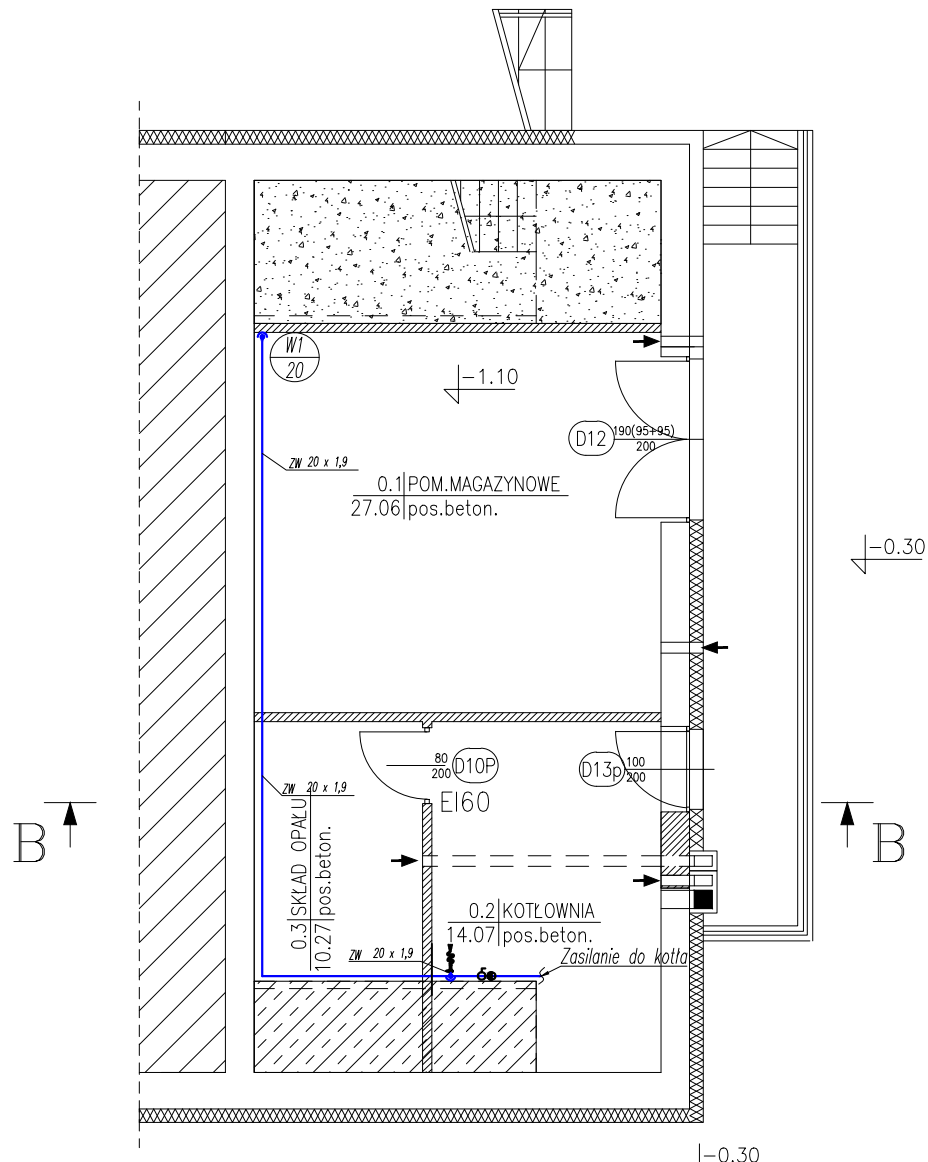 W1
20
-1.10
D12
190(95+95)
200
ZW 20 x 1,9
0.1 POM.MAGAZYNOWE
27.06 pos.beton.
-0.30
80
200
D10P
EI60
D13p
100
200
ZW 20 x 1,9
B
B
0.3 SKŁAD OPAŁU
10.27 pos.beton.
0.2 KOTŁOWNIA
14.07 pos.beton.
ZW 20 x 1,9
Zasilanie do kotła
-0.30